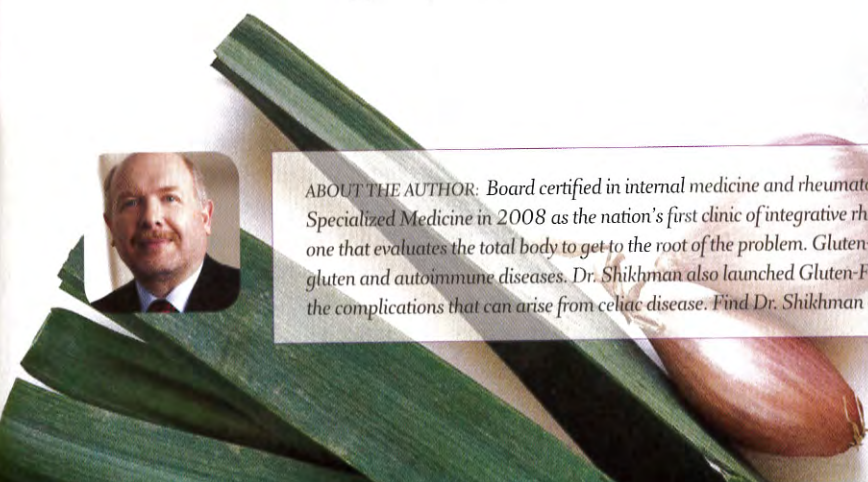 ABOUT THE AUTHOR: Board certified in internal medicine and rheumato
Specialized Medicine in 2008 as the nation's first clinic of integrative rh
one that evaluates the total body to get to the root of the problem. Gluten
gluten and autoimmune diseases. Dr. Shikhman also launched Gluten-F
the complications that can arise from celiac disease. Find Dr. Shikhman